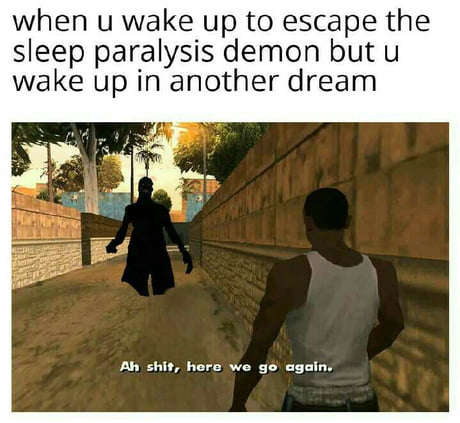 when u wake up to escape the
sleep paralysis demon but u
wake up in another dream
Ah shit, here we go again.